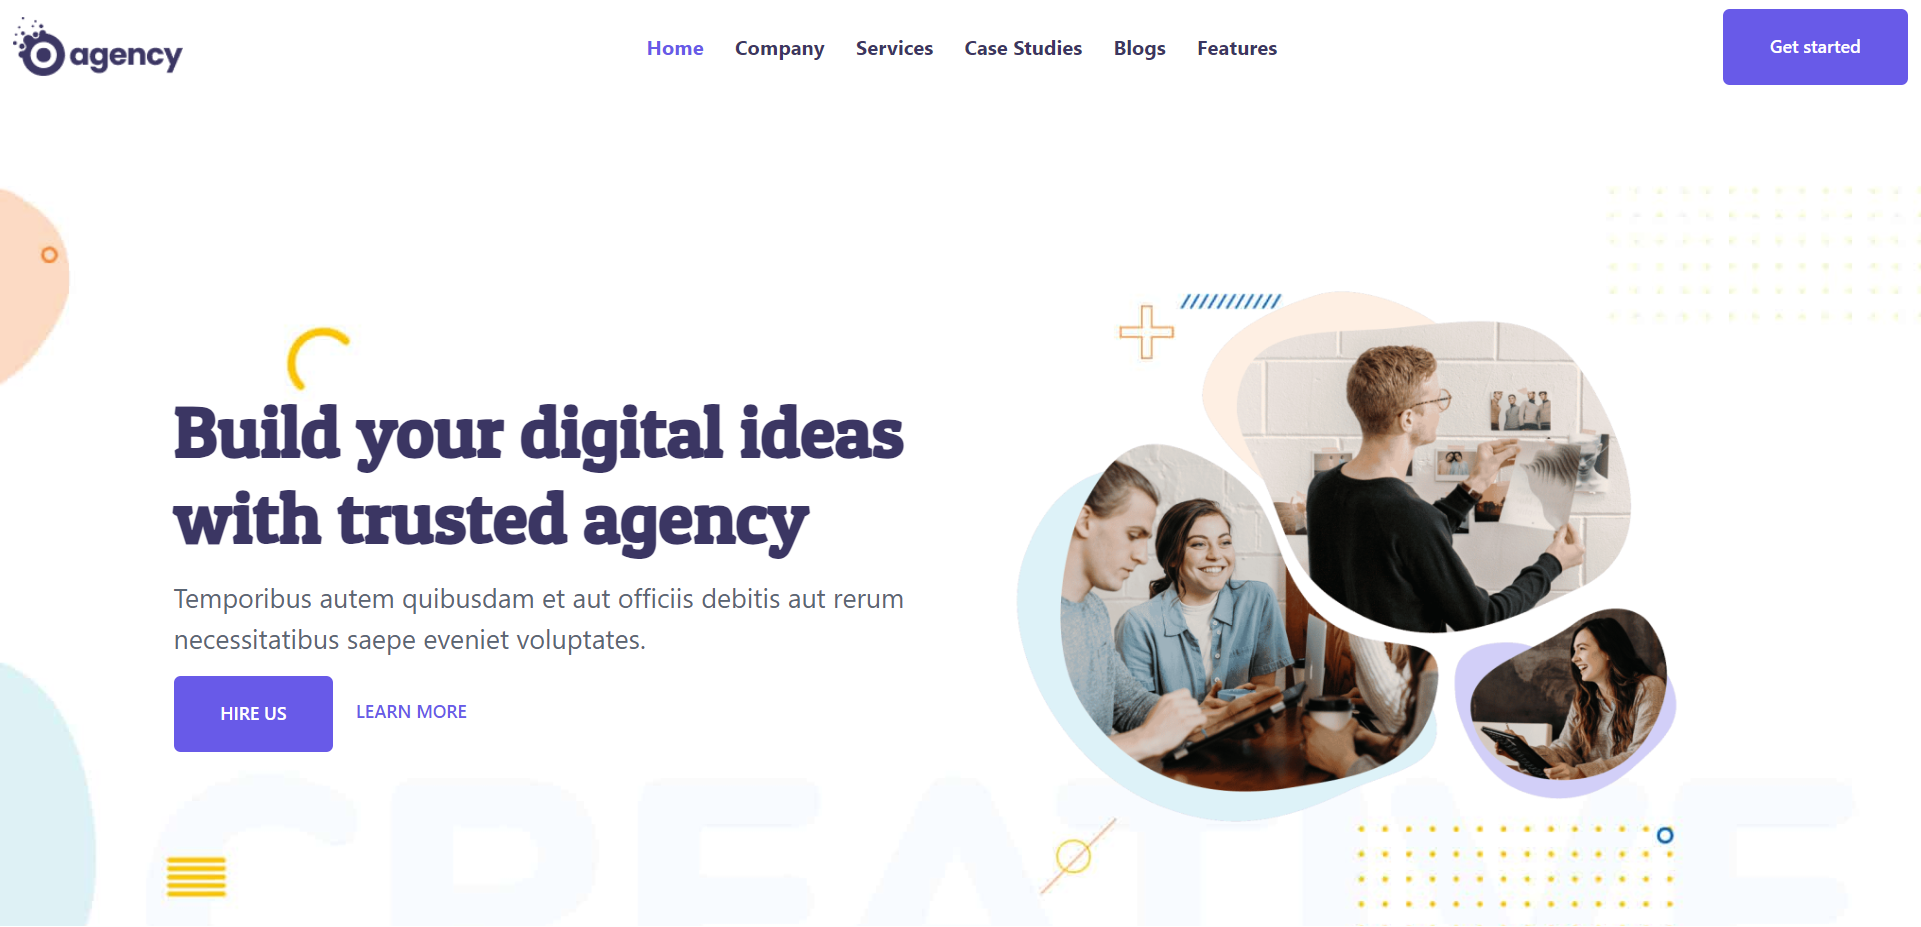 agency
Home Company Services Case Studies Blogs Features
Get started
Build your digital ideas
with trusted agency
Temporibus autem quibusdam et aut officiis debitis aut rerum
necessitatibus saepe eveniet voluptates.
HIRE US LEARN MORE
CREATIVE